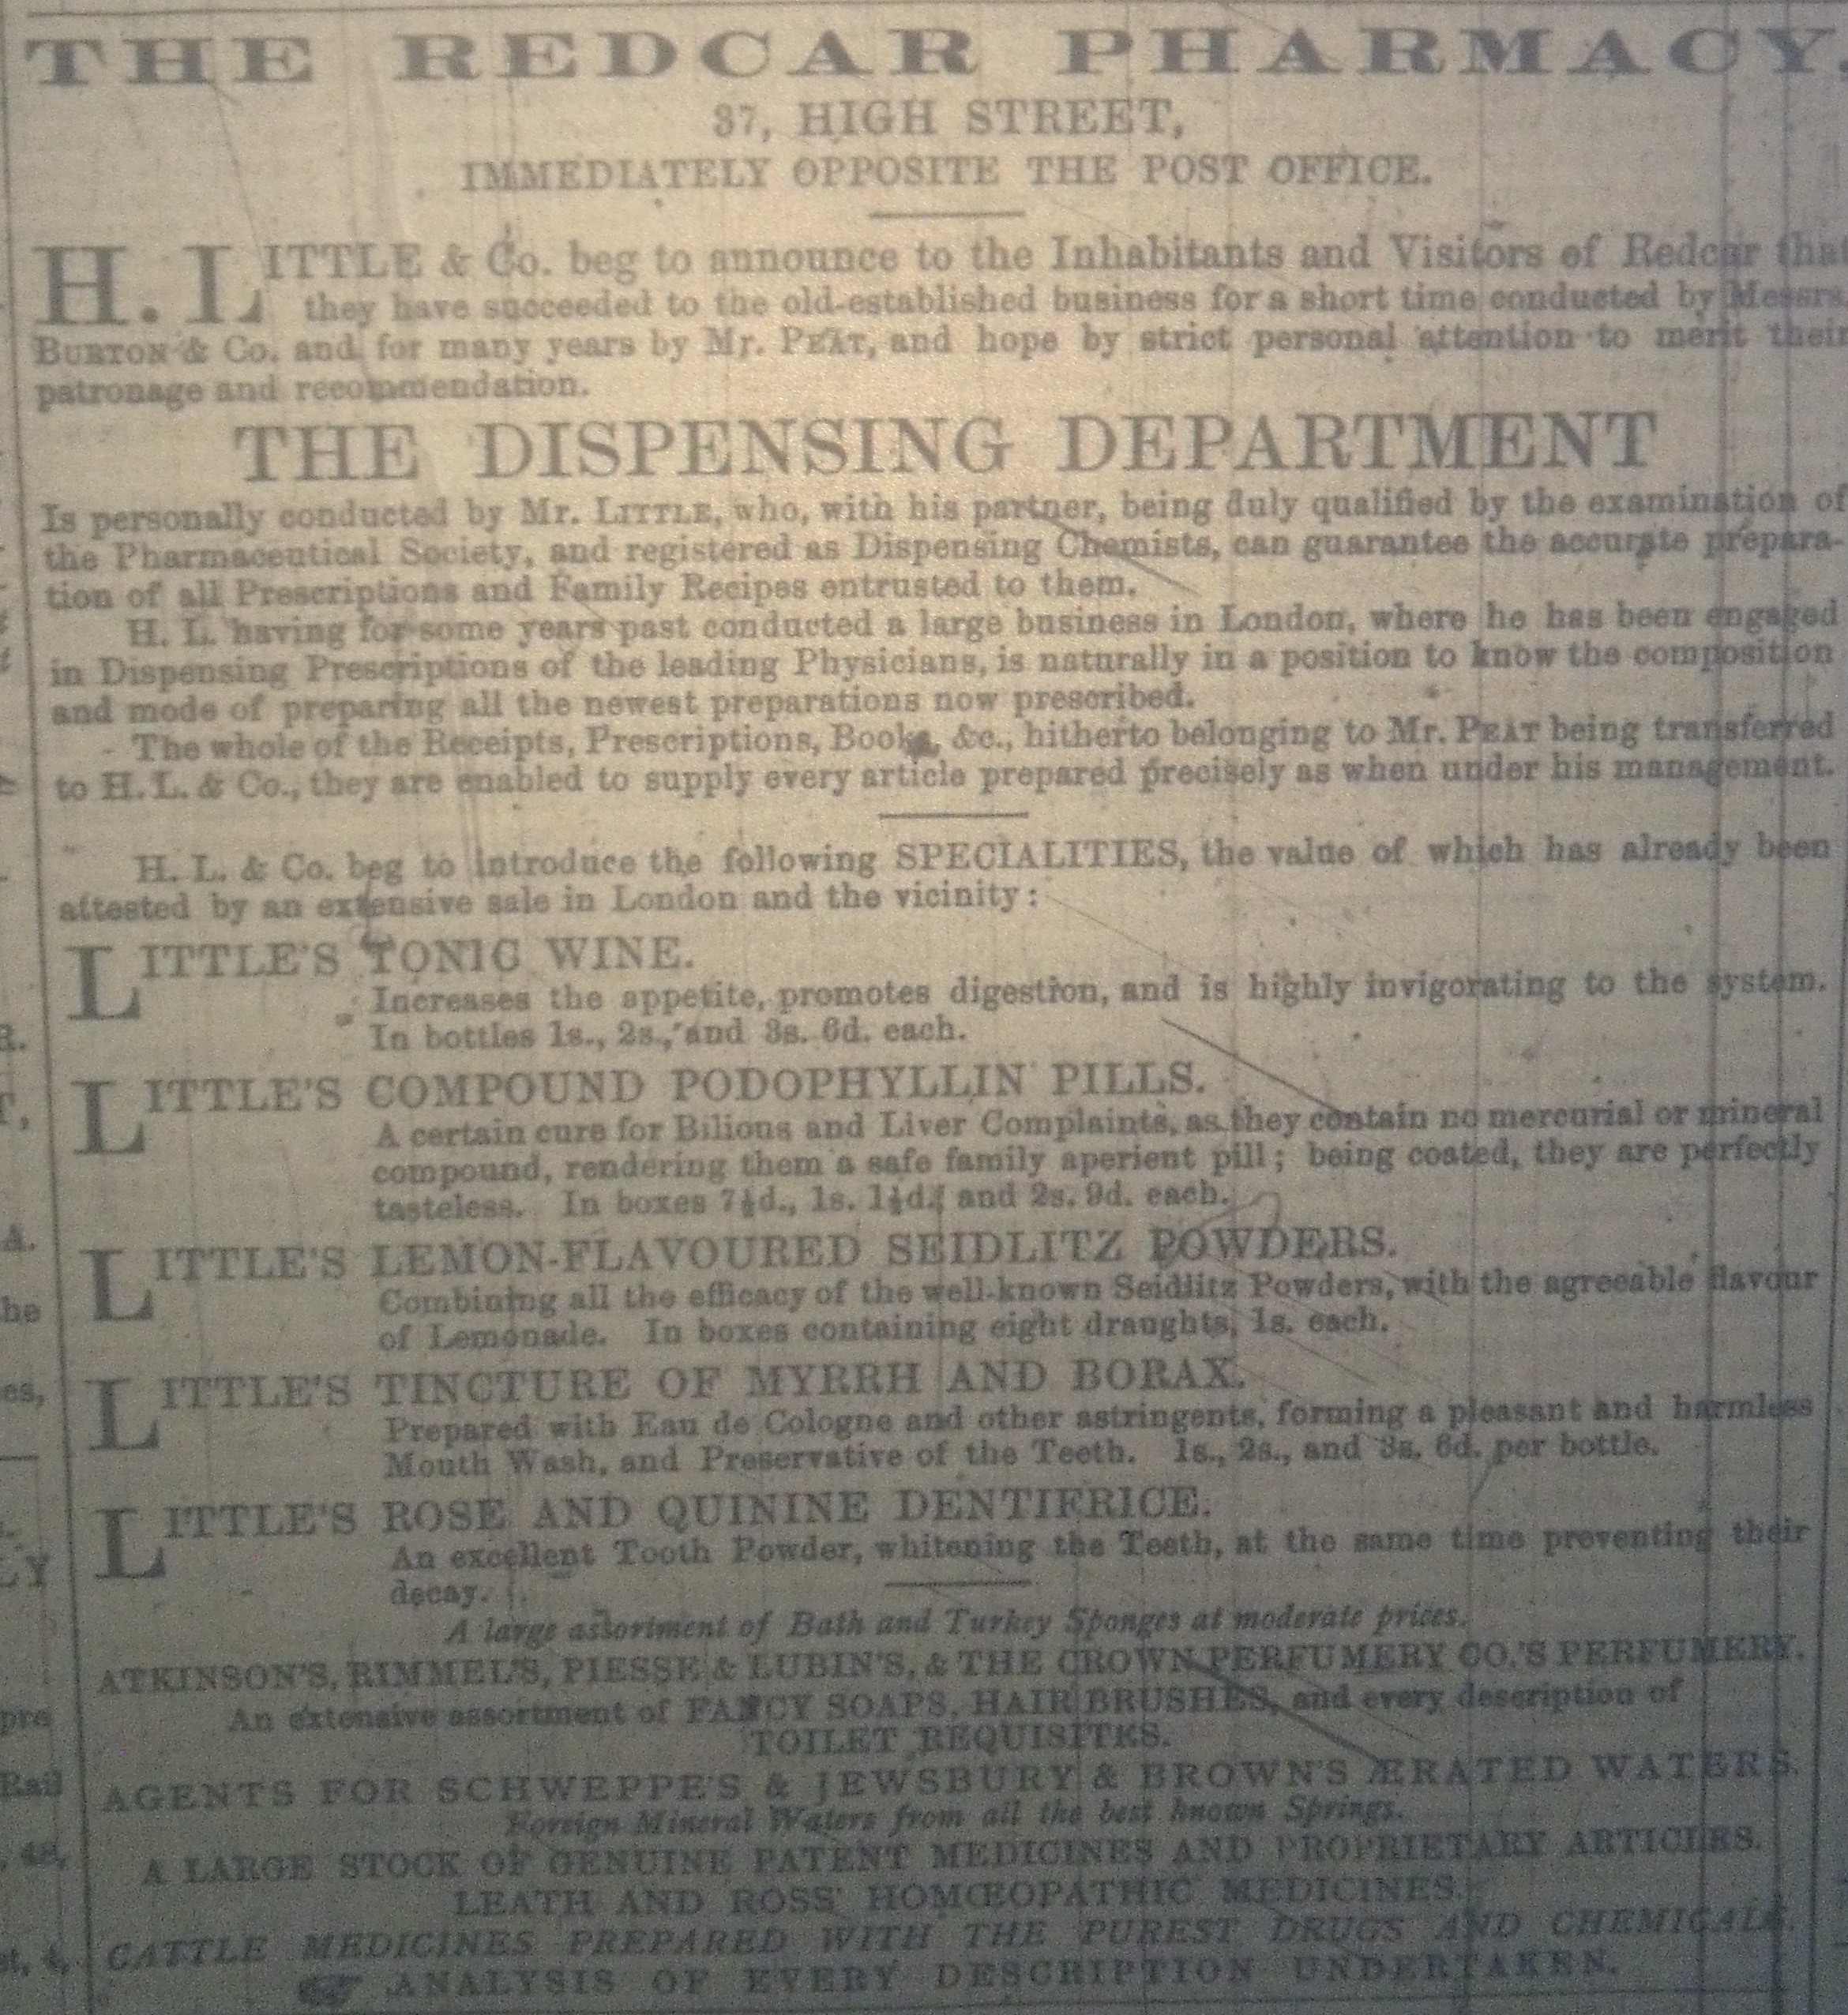 THE REDCAR PHARMACY,
37, HIGH STREET,
IMMEDIATELY OPPOSITE THE POST OFFICE.
H. LITTLE & Co. beg to announce to the Inhabitants and Visitors of Redcar that
they have succeeded to the old-established business for a short time conducted by Messrs.
BURTON & Co. and for many years by Mr. PEAT, and hope by strict personal attention to merit their
patronage and recommendation.
THE DISPENSING DEPARTMENT
Is personally conducted by Mr. LITTLE, who, with his partner, being duly qualified by the examination of
the Pharmaceutical Society, and registered as Dispensing Chemists, can guarantee the accurate prepara-
tion of all Prescriptions and Family Recipes entrusted to them.
H. L. having for some years past conducted a large business in London, where he has been engaged
in Dispensing Prescriptions of the leading Physicians, is naturally in a position to know the composition
and mode of preparing all the newest preparations now prescribed.
The whole of the Receipts, Prescriptions, Books, &c., hitherto belonging to Mr. PEAT being transferred
to H. L. & Co., they are enabled to supply every article prepared precisely as when under his management.
H. L. & Co. beg to introduce the following SPECIALITIES, the value of which has already been
attested by an extensive sale in London and the vicinity:
LITTLE'S TONIC WINE.
Increases the appetite, promotes digestion, and is highly invigorating to the system.
In bottles 1s., 2s., and 3s. 6d. each.
LITTLE'S COMPOUND PODOPHYLLIN PILLS.
A certain cure for Bilious and Liver Complaints, as they contain no mercurial or mineral
compound, rendering them a safe family aperient pill; being coated, they are perfectly
tasteless. In boxes 7½d., 1s. 1½d., and 2s. 9d. each.
LITTLE'S LEMON-FLAVOURED SEIDLITZ POWDERS.
Combining all the efficacy of the well-known Seidlitz Powders, with the agreeable flavour
of Lemonade. In boxes containing eight draughts, 1s. each.
LITTLE'S TINCTURE OF MYRRH AND BORAX.
Prepared with Eau de Cologne and other astringents, forming a pleasant and harmless
Mouth Wash, and Preservative of the Teeth. 1s., 2s., and 3s. 6d. per bottle.
LITTLE'S ROSE AND QUININE DENTIFRICE.
An excellent Tooth Powder, whitening the Teeth, at the same time preventing their
decay.
A large assortment of Bath and Turkey Sponges at moderate prices.
ATKINSON'S, RIMMEL'S, PIESSE & LUBIN'S, & THE CROWN PERFUMERY CO.'S PERFUMERY.
An extensive assortment of FANCY SOAPS, HAIR BRUSHES, and every description of
TOILET REQUISITES.
AGENTS FOR SCHWEPPE'S & JEWSBURY & BROWN'S ÆRATED WATERS.
Foreign Mineral Waters from all the best known Springs.
A LARGE STOCK OF GENUINE PATENT MEDICINES AND PROPRIETARY ARTICLES.
LEATH AND ROSS' HOMŒOPATHIC MEDICINES.
CATTLE MEDICINES PREPARED WITH THE PUREST DRUGS AND CHEMICALS.
☞ ANALYSIS OF EVERY DESCRIPTION UNDERTAKEN.